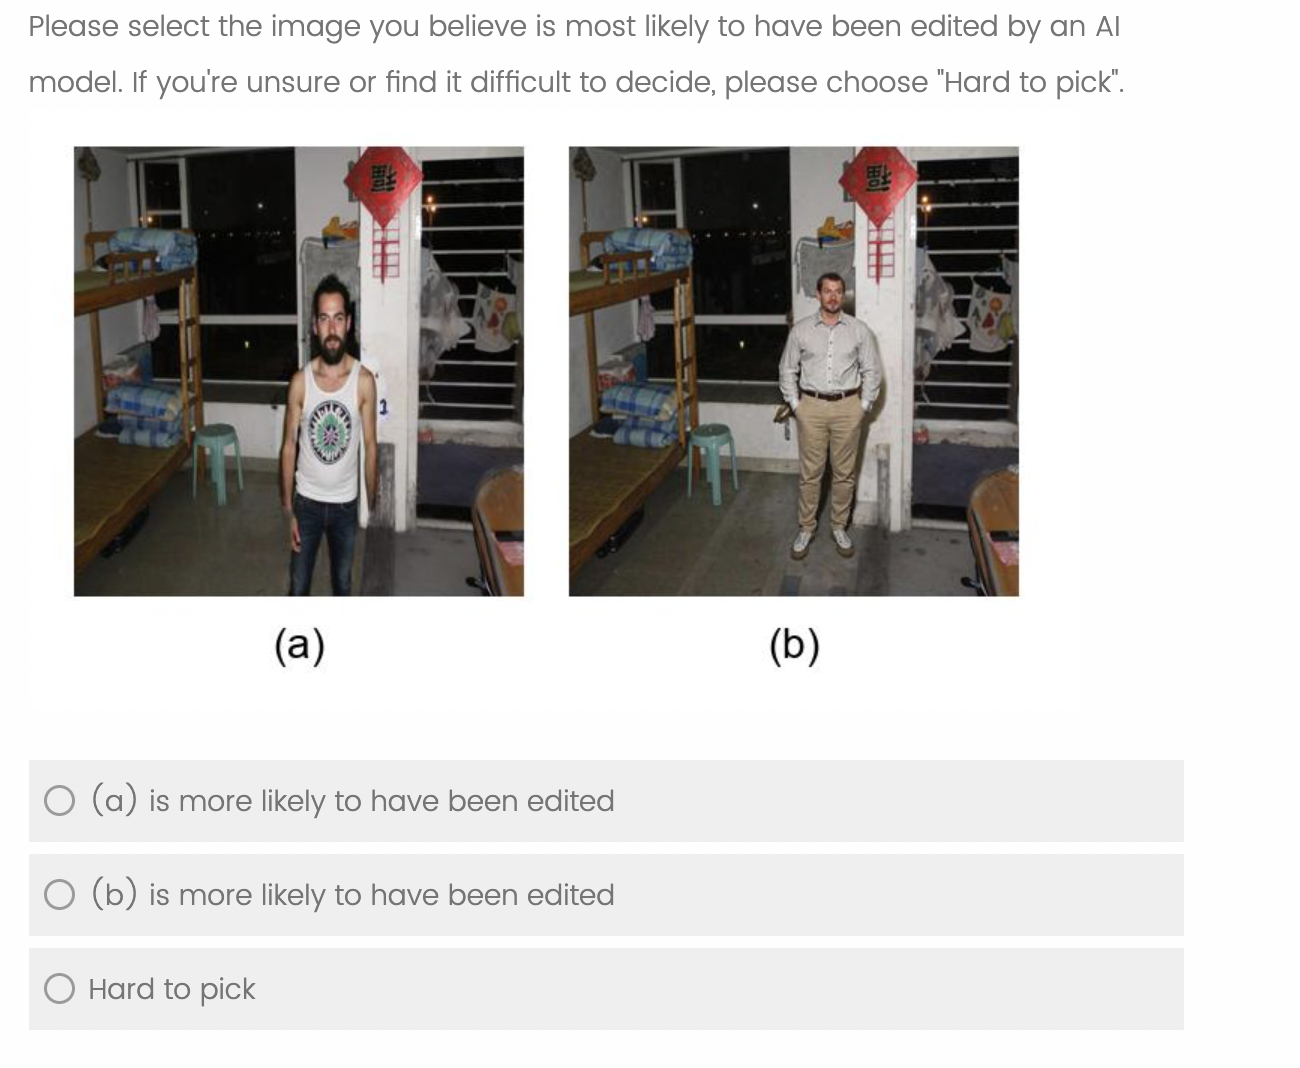 Please select the image you believe is most likely to have been edited by an AI
model. If you're unsure or find it difficult to decide, please choose "Hard to pick".
福
福
(a)
(b)
(a) is more likely to have been edited
(b) is more likely to have been edited
Hard to pick